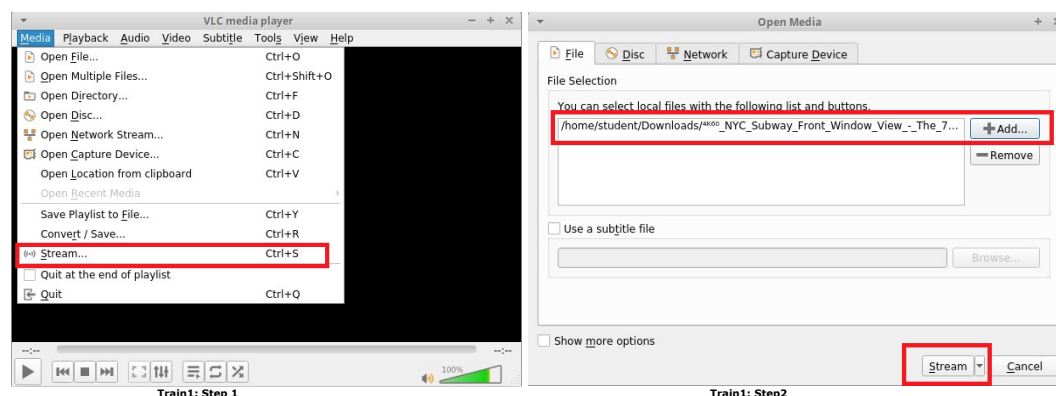 VLC media player
Media Playback Audio Video Subtitle Tools View Help
Open File... Ctrl+O
Open Multiple Files... Ctrl+Shift+O
Open Directory... Ctrl+F
Open Disc... Ctrl+D
Open Network Stream... Ctrl+N
Open Capture Device... Ctrl+C
Open Location from clipboard Ctrl+V
Open Recent Media
Save Playlist to File... Ctrl+Y
Convert / Save... Ctrl+R
Stream... Ctrl+S
Quit at the end of playlist
Quit Ctrl+Q
--:-- --:--
100%
Train1: Step 1
Open Media
File Disc Network Capture Device
File Selection
You can select local files with the following list and buttons.
/home/student/Downloads/⁴ᴷ⁶⁰_NYC_Subway_Front_Window_View_-_The_7... Add...
Remove
Use a subtitle file
Browse...
Show more options
Stream Cancel
Train1: Step2